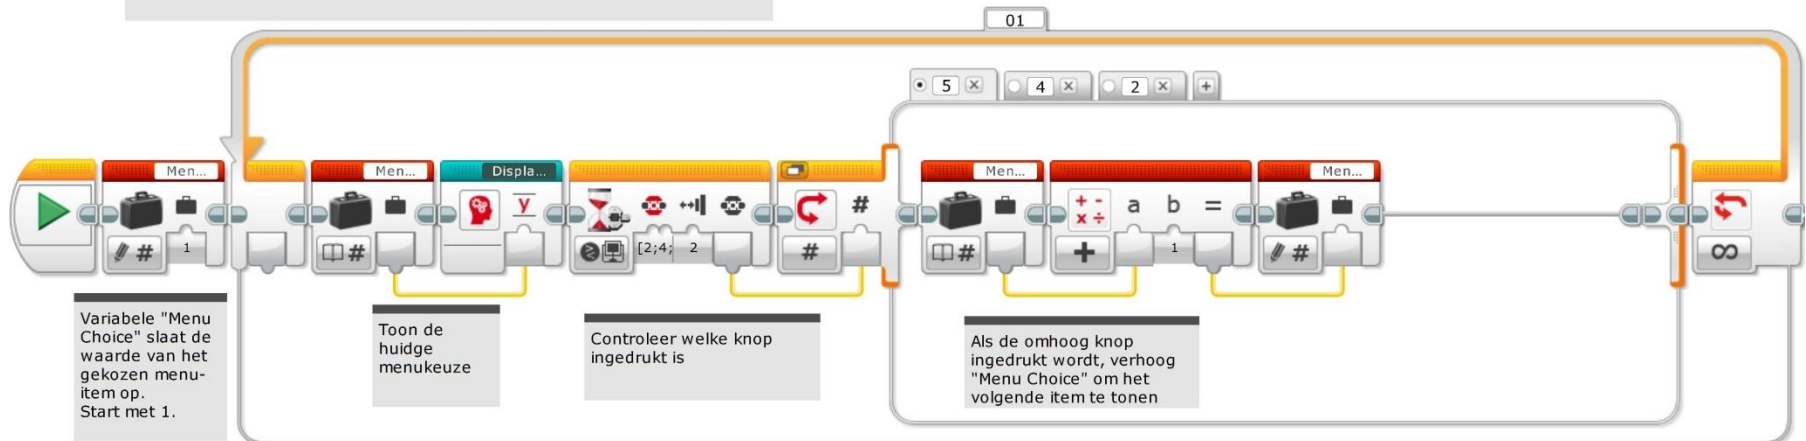 01
5
4
2
+
Men...
Men...
Displa...
y
#
Men...
+ -
x ÷
a b =
Men...
#
1
#
[2;4;
2
#
#
+
1
#
∞
Variabele "Menu
Choice" slaat de
waarde van het
gekozen menu-
item op.
Start met 1.
Toon de
huidge
menukeuze
Controleer welke knop
ingedrukt is
Als de omhoog knop
ingedrukt wordt, verhoog
"Menu Choice" om het
volgende item te tonen